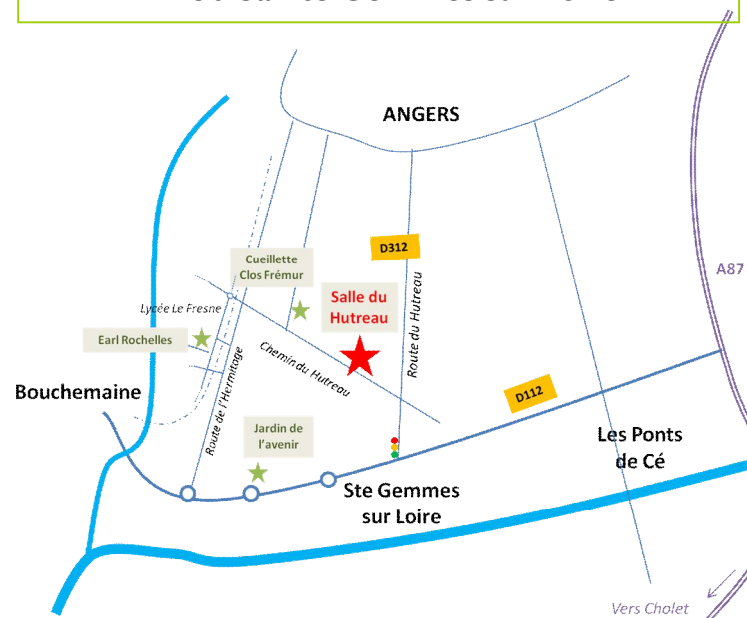 ANGERS
D312
A87
Cueillette
Clos Frémur
Salle du
Hutreau
Lycée Le Fresne
Earl Rochelles
Route du Hutreau
Chemin du Hutreau
Route de l'Hermitage
Bouchemaine
D112
Jardin de
l'avenir
Les Ponts
de Cé
Ste Gemmes
sur Loire
Vers Cholet